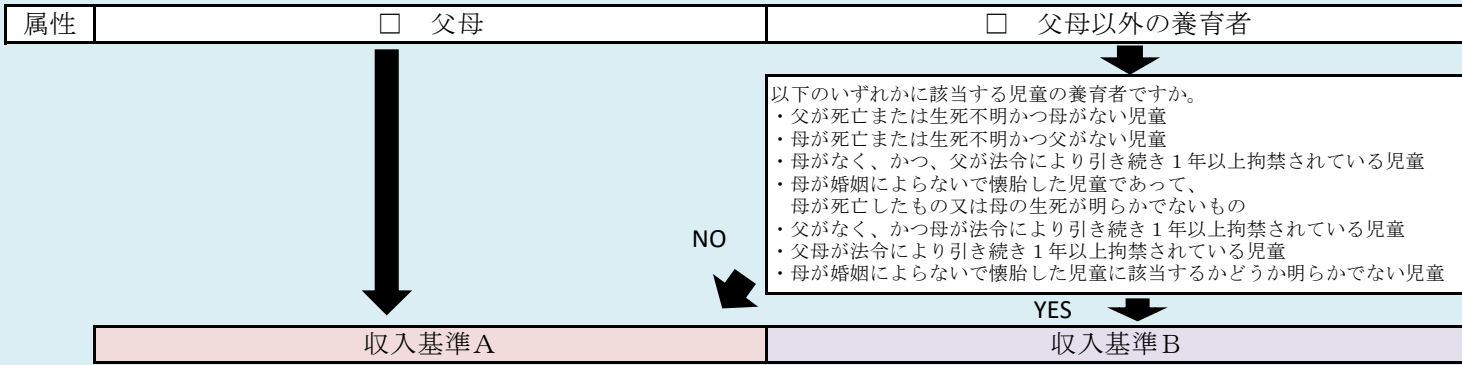 属性 □ 父母 □ 父母以外の養育者
以下のいずれかに該当する児童の養育者ですか。
・父が死亡または生死不明かつ母がない児童
・母が死亡または生死不明かつ父がない児童
・母がなく、かつ、父が法令により引き続き１年以上拘禁されている児童
・母が婚姻によらないで懐胎した児童であって、
母が死亡したもの又は母の生死が明らかでないもの
・父がなく、かつ母が法令により引き続き１年以上拘禁されている児童
・父母が法令により引き続き１年以上拘禁されている児童
・母が婚姻によらないで懐胎した児童に該当するかどうか明らかでない児童
NO
YES
収入基準Ａ 収入基準Ｂ